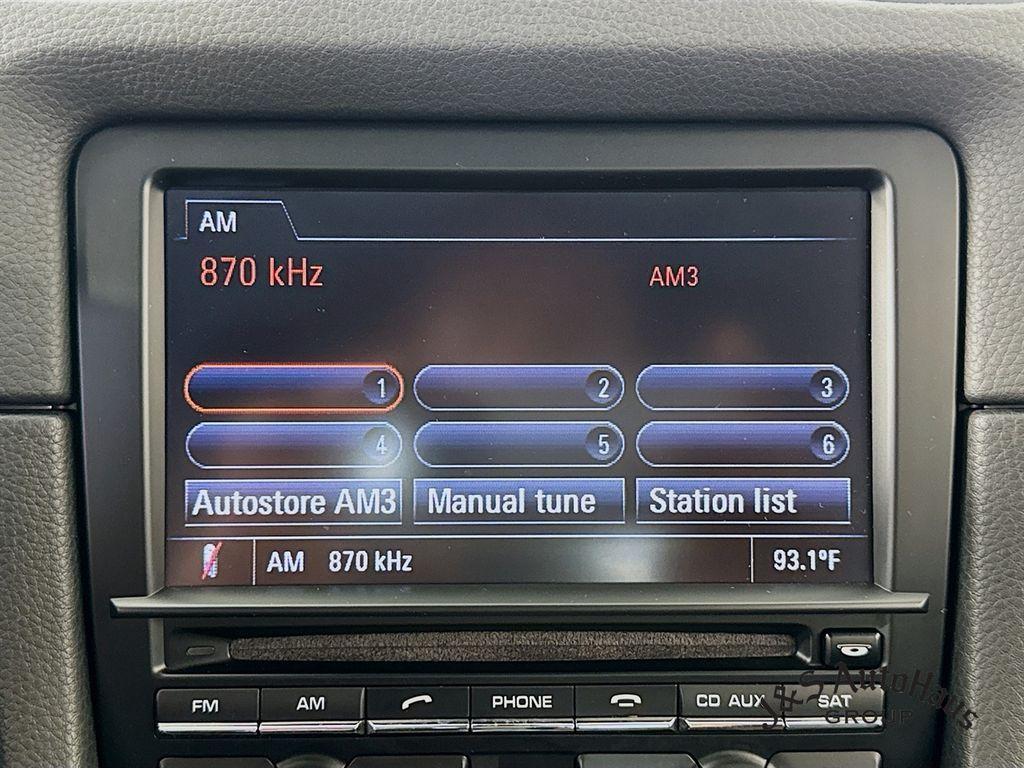 AM
870 kHz AM3
1 2 3
4 5 6
Autostore AM3 Manual tune Station list
AM 870 kHz 93.1ºF
FM AM PHONE CD AUX SAT
J&S AutoHaus
GROUP